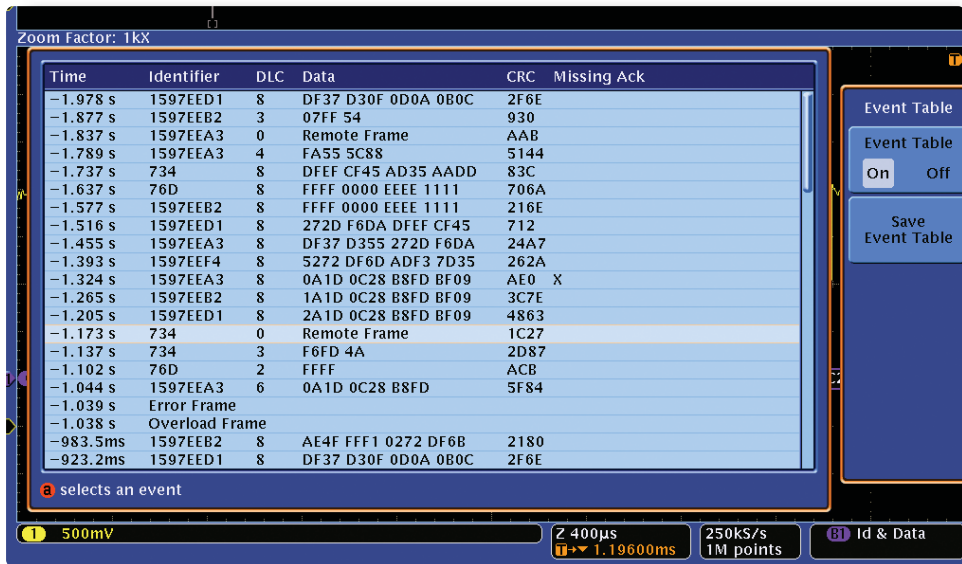 Zoom Factor: 1kX
Time Identifier DLC Data CRC Missing Ack
−1.978 s 1597EED1 8 DF37 D30F 0D0A 0B0C 2F6E
−1.877 s 1597EEB2 3 07FF 54 930
−1.837 s 1597EEA3 0 Remote Frame AAB
−1.789 s 1597EEA3 4 FA55 5C88 5144
−1.737 s 734 8 DFEF CF45 AD35 AADD 83C
−1.637 s 76D 8 FFFF 0000 EEEE 1111 706A
−1.577 s 1597EEB2 8 FFFF 0000 EEEE 1111 216E
−1.516 s 1597EED1 8 272D F6DA DFEF CF45 712
−1.455 s 1597EEA3 8 DF37 D355 272D F6DA 24A7
−1.393 s 1597EEF4 8 5272 DF6D ADF3 7D35 262A
−1.324 s 1597EEA3 8 0A1D 0C28 B8FD BF09 AE0 X
−1.265 s 1597EEB2 8 1A1D 0C28 B8FD BF09 3C7E
−1.205 s 1597EED1 8 2A1D 0C28 B8FD BF09 4863
−1.173 s 734 0 Remote Frame 1C27
−1.137 s 734 3 F6FD 4A 2D87
−1.102 s 76D 2 FFFF ACB
−1.044 s 1597EEA3 6 0A1D 0C28 B8FD 5F84
−1.039 s Error Frame
−1.038 s Overload Frame
−983.5ms 1597EEB2 8 AE4F FFF1 0272 DF6B 2180
−923.2ms 1597EED1 8 DF37 D30F 0D0A 0B0C 2F6E
a selects an event
T
Event Table
Event Table
On Off
Save
Event Table
1 500mV
Z 400µs
T→▼ 1.19600ms
250kS/s
1M points
B1 Id & Data